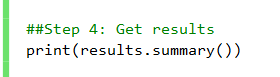 ##Step 4: Get results
print(results.summary())